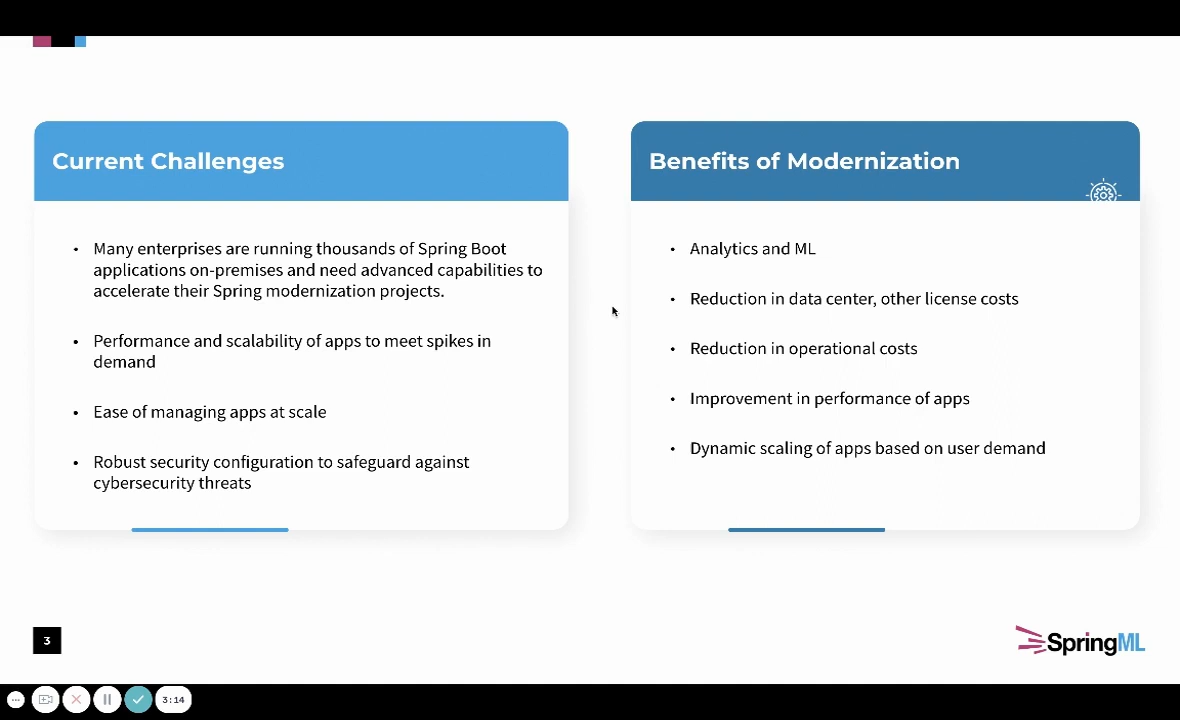 Current Challenges
• Many enterprises are running thousands of Spring Boot
applications on-premises and need advanced capabilities to
accelerate their Spring modernization projects.
• Performance and scalability of apps to meet spikes in
demand
• Ease of managing apps at scale
• Robust security configuration to safeguard against
cybersecurity threats
Benefits of Modernization
• Analytics and ML
• Reduction in data center, other license costs
• Reduction in operational costs
• Improvement in performance of apps
• Dynamic scaling of apps based on user demand
3
SpringML
3:14